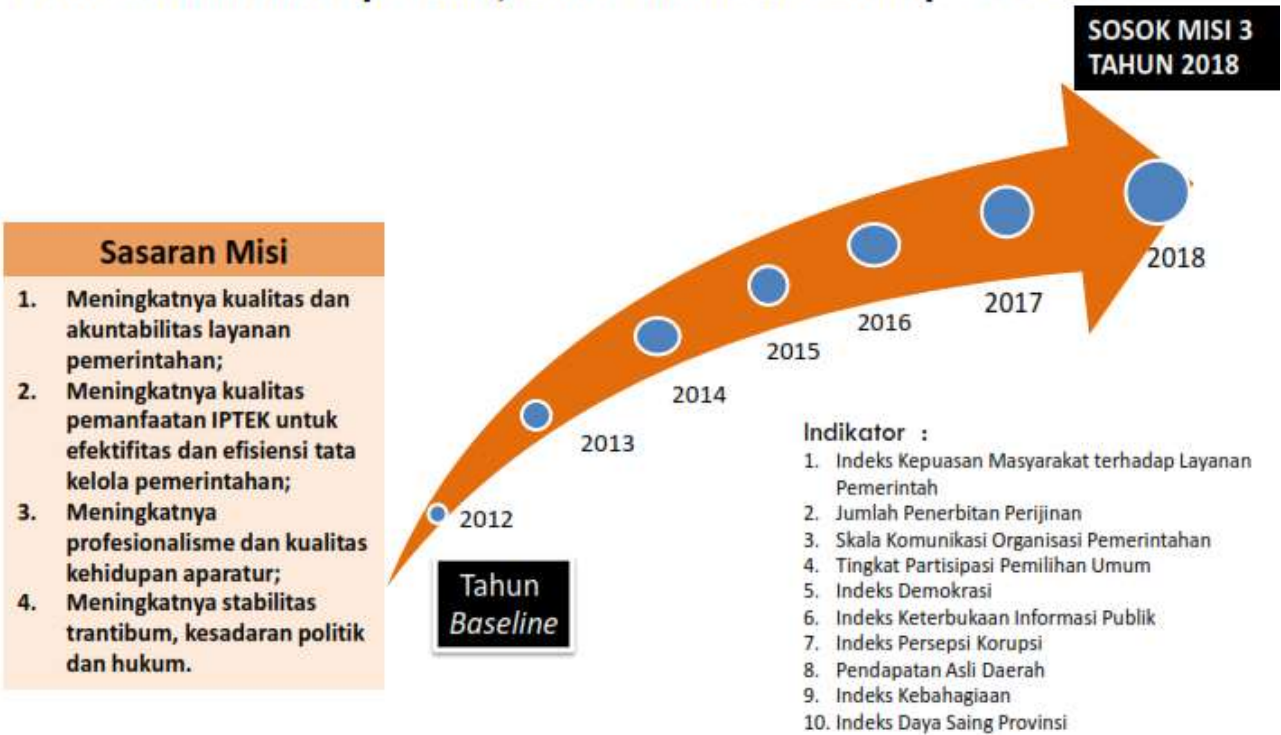 SOSOK MISI 3
TAHUN 2018
Sasaran Misi
1. Meningkatnya kualitas dan
akuntabilitas layanan
pemerintahan;
2. Meningkatnya kualitas
pemanfaatan IPTEK untuk
efektifitas dan efisiensi tata
kelola pemerintahan;
3. Meningkatnya
profesionalisme dan kualitas
kehidupan aparatur;
4. Meningkatnya stabilitas
trantibum, kesadaran politik
dan hukum.
2012
2013
2014
2015
2016
2017
2018
Tahun
Baseline
Indikator :
1. Indeks Kepuasan Masyarakat terhadap Layanan
Pemerintah
2. Jumlah Penerbitan Perijinan
3. Skala Komunikasi Organisasi Pemerintahan
4. Tingkat Partisipasi Pemilihan Umum
5. Indeks Demokrasi
6. Indeks Keterbukaan Informasi Publik
7. Indeks Persepsi Korupsi
8. Pendapatan Asli Daerah
9. Indeks Kebahagiaan
10. Indeks Daya Saing Provinsi